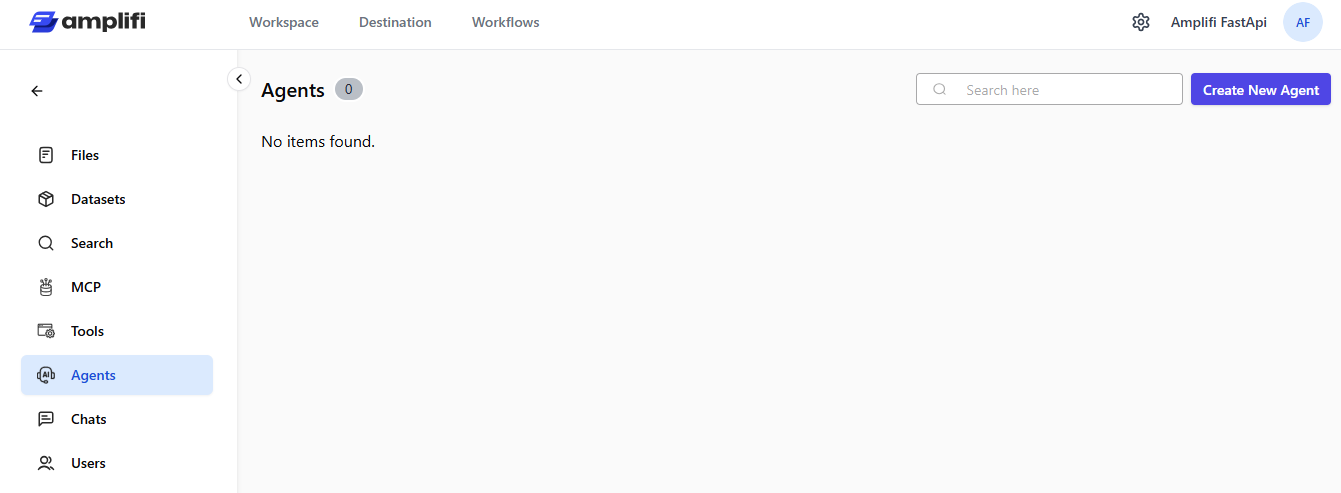 amplifi
Workspace
Destination
Workflows
Amplifi FastApi
AF
Files
Datasets
Search
MCP
Tools
AI
Agents
Chats
Users
Agents
0
Search here
Create New Agent
No items found.